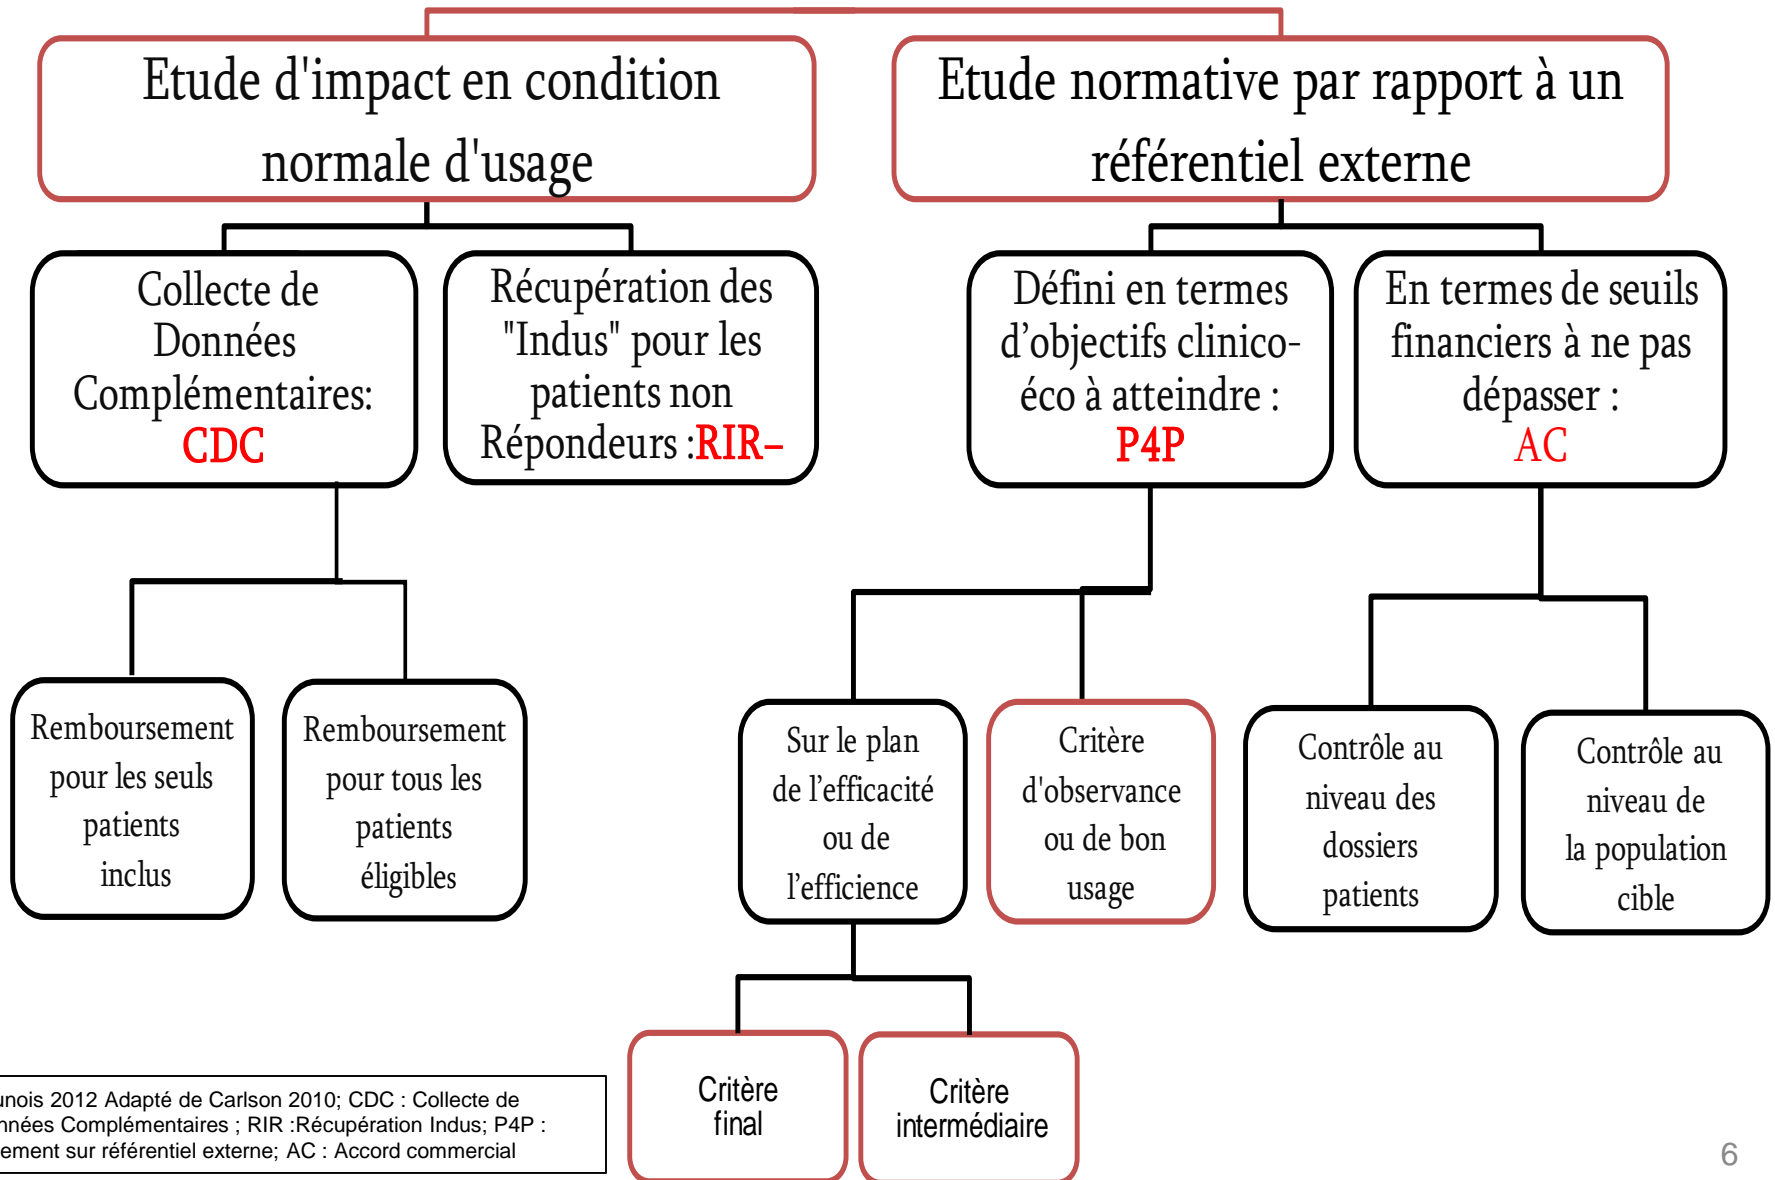 Etude d'impact en condition
normale d'usage
Etude normative par rapport à un
référentiel externe
Collecte de
Données
Complémentaires:
CDC
Récupération des
"Indus" pour les
patients non
Répondeurs :RIR–
Défini en termes
d’objectifs clinico-
éco à atteindre :
P4P
En termes de seuils
financiers à ne pas
dépasser :
AC
Remboursement
pour les seuls
patients
inclus
Remboursement
pour tous les
patients
éligibles
Sur le plan
de l’efficacité
ou de
l’efficience
Critère
d'observance
ou de bon
usage
Contrôle au
niveau des
dossiers
patients
Contrôle au
niveau de
la population
cible
Critère
final
Critère
intermédiaire
2012 Adapté de Carlson 2010; CDC : Collecte de
Complémentaires ; RIR :Récupération Indus; P4P :
sur référentiel externe; AC : Accord commercial
6